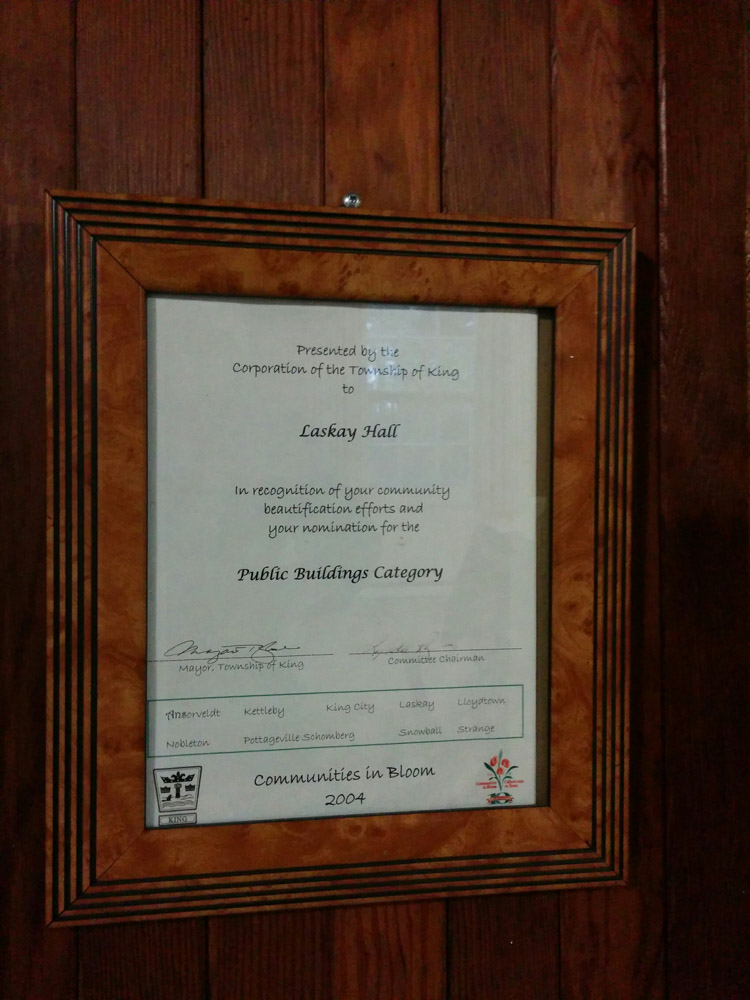 Presented by the
Corporation of the Township of King
to
Laskay Hall
In recognition of your community
beautification efforts and
your nomination for the
Public Buildings Category
Mayor, Township of King
Committee Chairman
Ansorveldt Kettleby King City Laskay Lloydtown
Nobleton Pottageville Schomberg Snowball Strange
Communities in Bloom
2004
KING